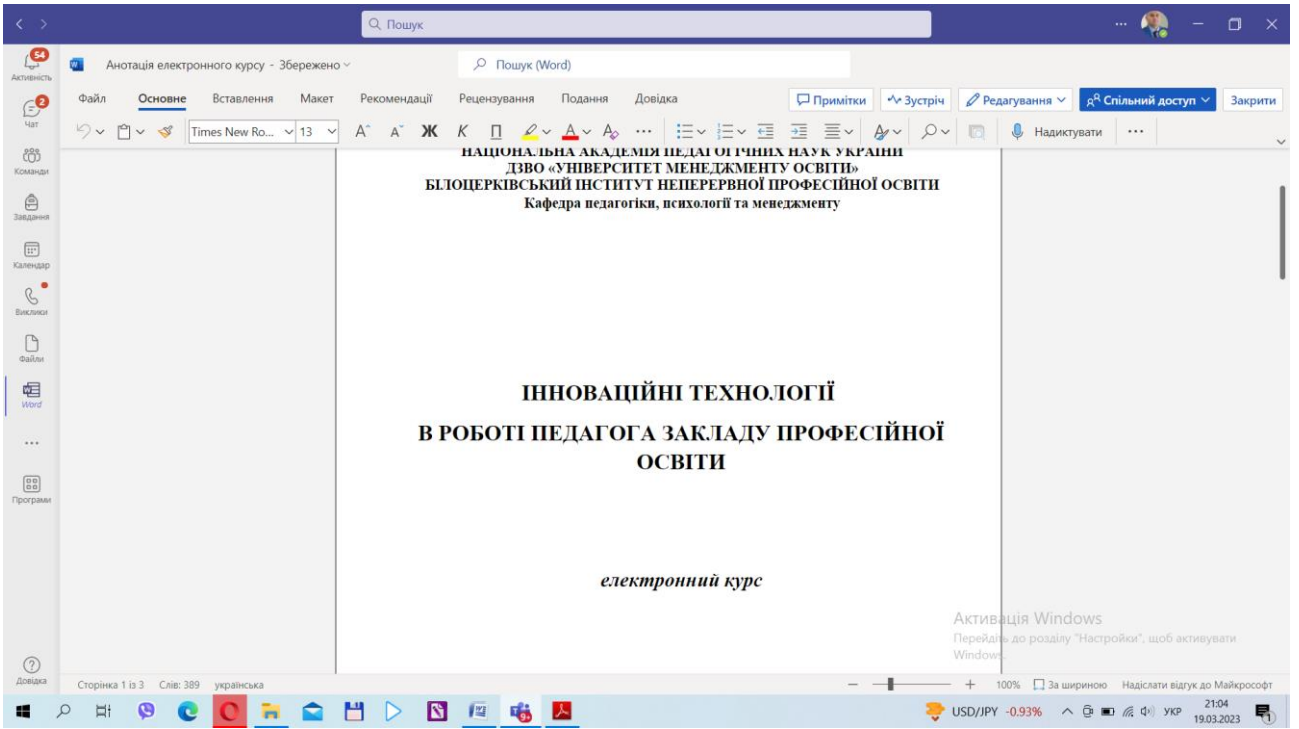 Пошук
54
Активність
Анотація електронного курсу - Збережено
Пошук (Word)
2
Чат
Файл Основне Вставлення Макет Рекомендації Рецензування Подання Довідка Примітки Зустріч Редагування Спільний доступ Закрити
Times New Ro... 13 Ж К П Надиктувати
Команди
Завдання
Календар
Виклики
Файли
Word
Програми
Довідка
НАЦІОНАЛЬНА АКАДЕМІЯ ПЕДАГОГІЧНИХ НАУК УКРАЇНИ
ДЗВО «УНІВЕРСИТЕТ МЕНЕДЖМЕНТУ ОСВІТИ»
БІЛОЦЕРКІВСЬКИЙ ІНСТИТУТ НЕПЕРЕРВНОЇ ПРОФЕСІЙНОЇ ОСВІТИ
Кафедра педагогіки, психології та менеджменту
ІННОВАЦІЙНІ ТЕХНОЛОГІЇ
В РОБОТІ ПЕДАГОГА ЗАКЛАДУ ПРОФЕСІЙНОЇ
ОСВІТИ
електронний курс
Активація Windows
Перейдіть до розділу "Настройки", щоб активувати
Windows.
Сторінка 1 із 3 Слів: 389 українська 100% За шириною Надіслати відгук до Майкрософт
USD/JPY -0.93% УКР 21:04
19.03.2023